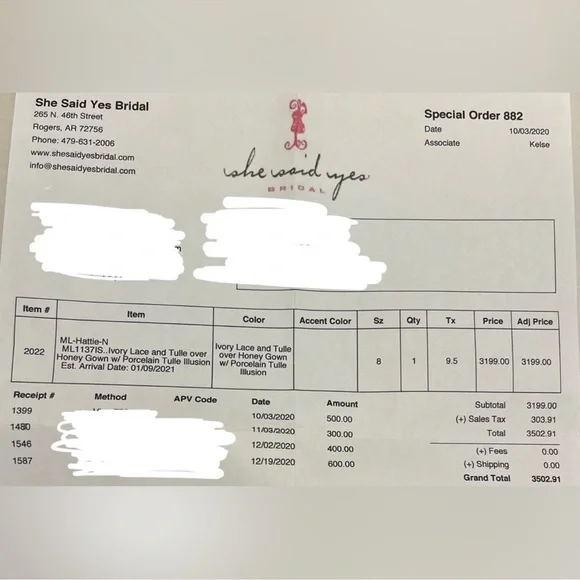 She Said Yes Bridal
265 N. 46th Street
Rogers, AR 72756
Phone: 479-631-2006
www.shesaidyesbridal.com
info@shesaidyesbridal.com
she said yes
BRIDAL
Special Order 882
Date 10/03/2020
Associate Kelse
Item # Item Color Accent Color Sz Qty Tx Price Adj Price
2022
ML-Hattie-N
ML1137IS..Ivory Lace and Tulle over
Honey Gown w/ Porcelain Tulle Illusion
Est. Arrival Date: 01/09/2021
Ivory Lace and Tulle
over Honey Gown
w/ Porcelain Tulle
Illusion
8 1 9.5 3199.00 3199.00
Receipt # Method APV Code Date Amount
1399 10/03/2020 500.00
1480 11/03/2020 300.00
1546 12/02/2020 400.00
1587 12/19/2020 600.00
Subtotal 3199.00
(+) Sales Tax 303.91
Total 3502.91
(+) Fees 0.00
(+) Shipping 0.00
Grand Total 3502.91